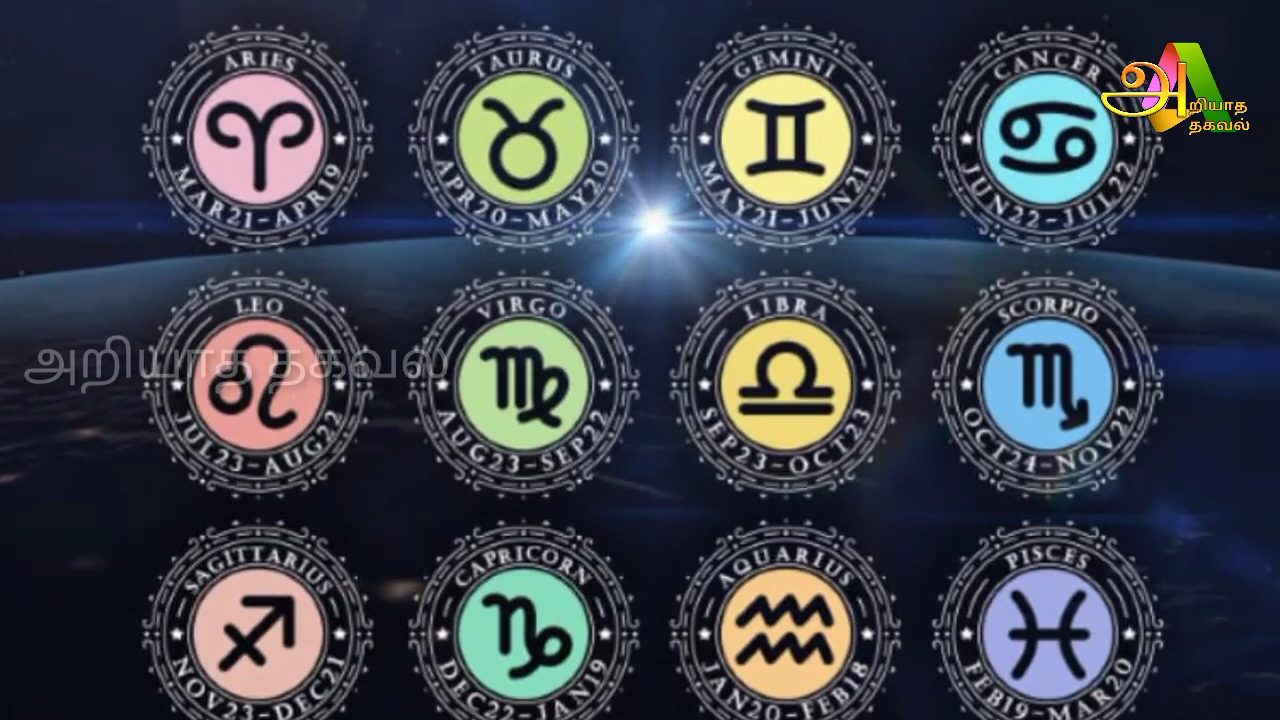 ARIES
MAR21-APR19
TAURUS
APR20-MAY20
GEMINI
MAY21-JUN21
CANCER
JUN22-JUL22
அறியாத
தகவல்
LEO
JUL23-AUG22
VIRGO
AUG23-SEP22
LIBRA
SEP23-OCT23
SCORPIO
OCT24-NOV22
அறியாத தகவல்
SAGITTARIUS
NOV23-DEC21
CAPRICORN
DEC22-JAN19
AQUARIUS
JAN20-FEB18
PISCES
FEB19-MAR20